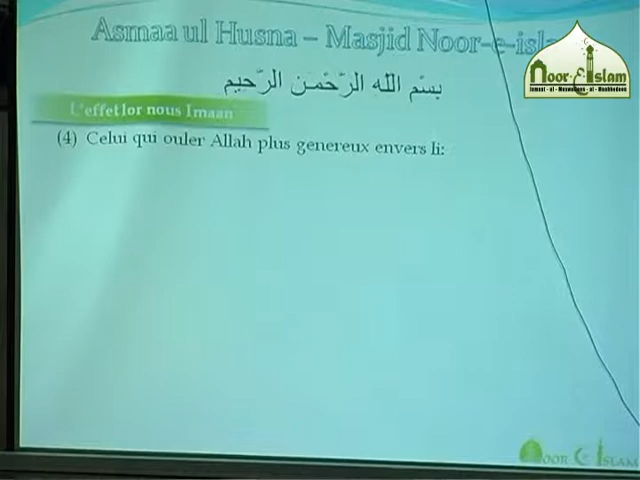 Asmaa ul Husna – Masjid Noor-e-isla
Noor-E-Islam
بِسْمِ اللهِ الرَّحْمٰنِ الرَّحِيمِ
L'effet lor nous Imaan
(4) Celui qui ouler Allah plus genereux envers li:
Noor-E-Islam